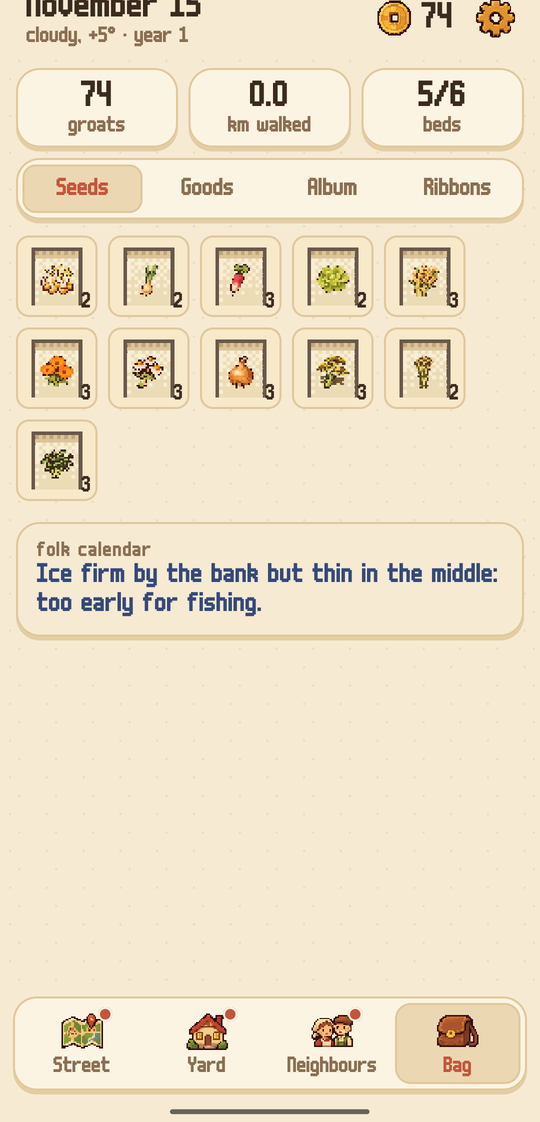 november 15
cloudy, +5° · year 1
74
74
groats
0.0
km walked
5/6
beds
Seeds
Goods
Album
Ribbons
2
2
3
2
3
3
3
3
3
2
3
folk calendar
Ice firm by the bank but thin in the middle:
too early for fishing.
Street
Yard
Neighbours
Bag